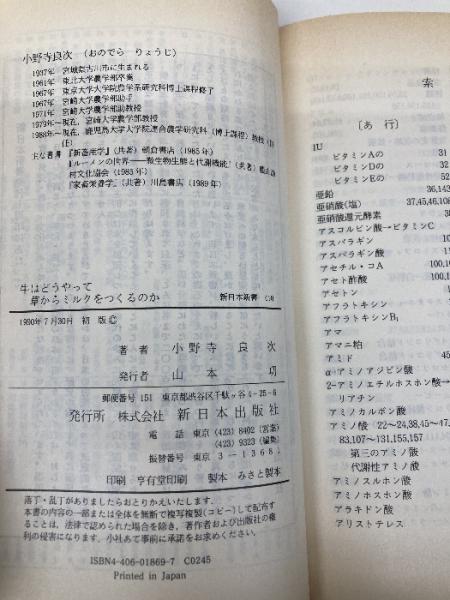 小野寺良次 (おのでら りょうじ)
1937年 宮城県古川市に生まれる
1961年 東北大学農学部卒業
1967年 東京大学大学院農学系研究科博士課程修了
1967年 宮崎大学農学部助手
1971年 宮崎大学農学部助教授
1979年〜現在,宮崎大学農学部教授
1988年〜現在,鹿児島大学大学院連合農学研究科(博士課程)教授(併任)
主な著書 『新畜産学』(共著) 朝倉書店 (1985年)
『ルーメンの世界——微生物生態と代謝機能』(共著)
村文化協会 (1985年)
『家畜栄養学』(共著) 川島書店 (1989年)
牛はどうやって
草からミルクをつくるのか
新日本新書
1990年7月30日 初 版©
著者 小野寺良次
発行者 山本
郵便番号 151 東京都渋谷区千駄ヶ谷4-25-6
発行所 株式会社 新日本出版社
電話 東京 (423) 8402 (営業)
(423) 9323 (編集)
振替番号 東京 3-13681
印刷 亨有堂印刷 製本 みさと製本
落丁・乱丁がありましたらおとりかえいたします。
本書の内容の一部または全体を無断で複写複製(コピー)して配布す
ることは,法律で認められた場合を除き,著作者および出版社の権
利の侵害になります。小社あて事前に承諾をお求めください。
ISBN4-406-01869-7 C0245
Printed in Japan
索
〔あ 行〕
IU
ビタミンAの
ビタミンDの
ビタミンEの
亜鉛 36,143
亜硝酸(塩) 37,45,46,108
亜硝酸還元酵素
アスコルビン酸→ビタミンC
アスパラギン
アスパラギン酸
アセチル・コA
アセト酢酸
アセトン
アフラトキシン
アフラトキシンB₁
アマ
アマニ粕
アミド
α-アミノアジピン酸
2-アミノエチルホスホン酸→
リアチン
アミノカルボン酸
アミノ酸 22〜24,38,45〜47
83,107〜131,155,157
第三のアミノ酸
代謝性アミノ酸
アミノスルホン酸
アミノホスホン酸
アラキドン酸
アリストテレス